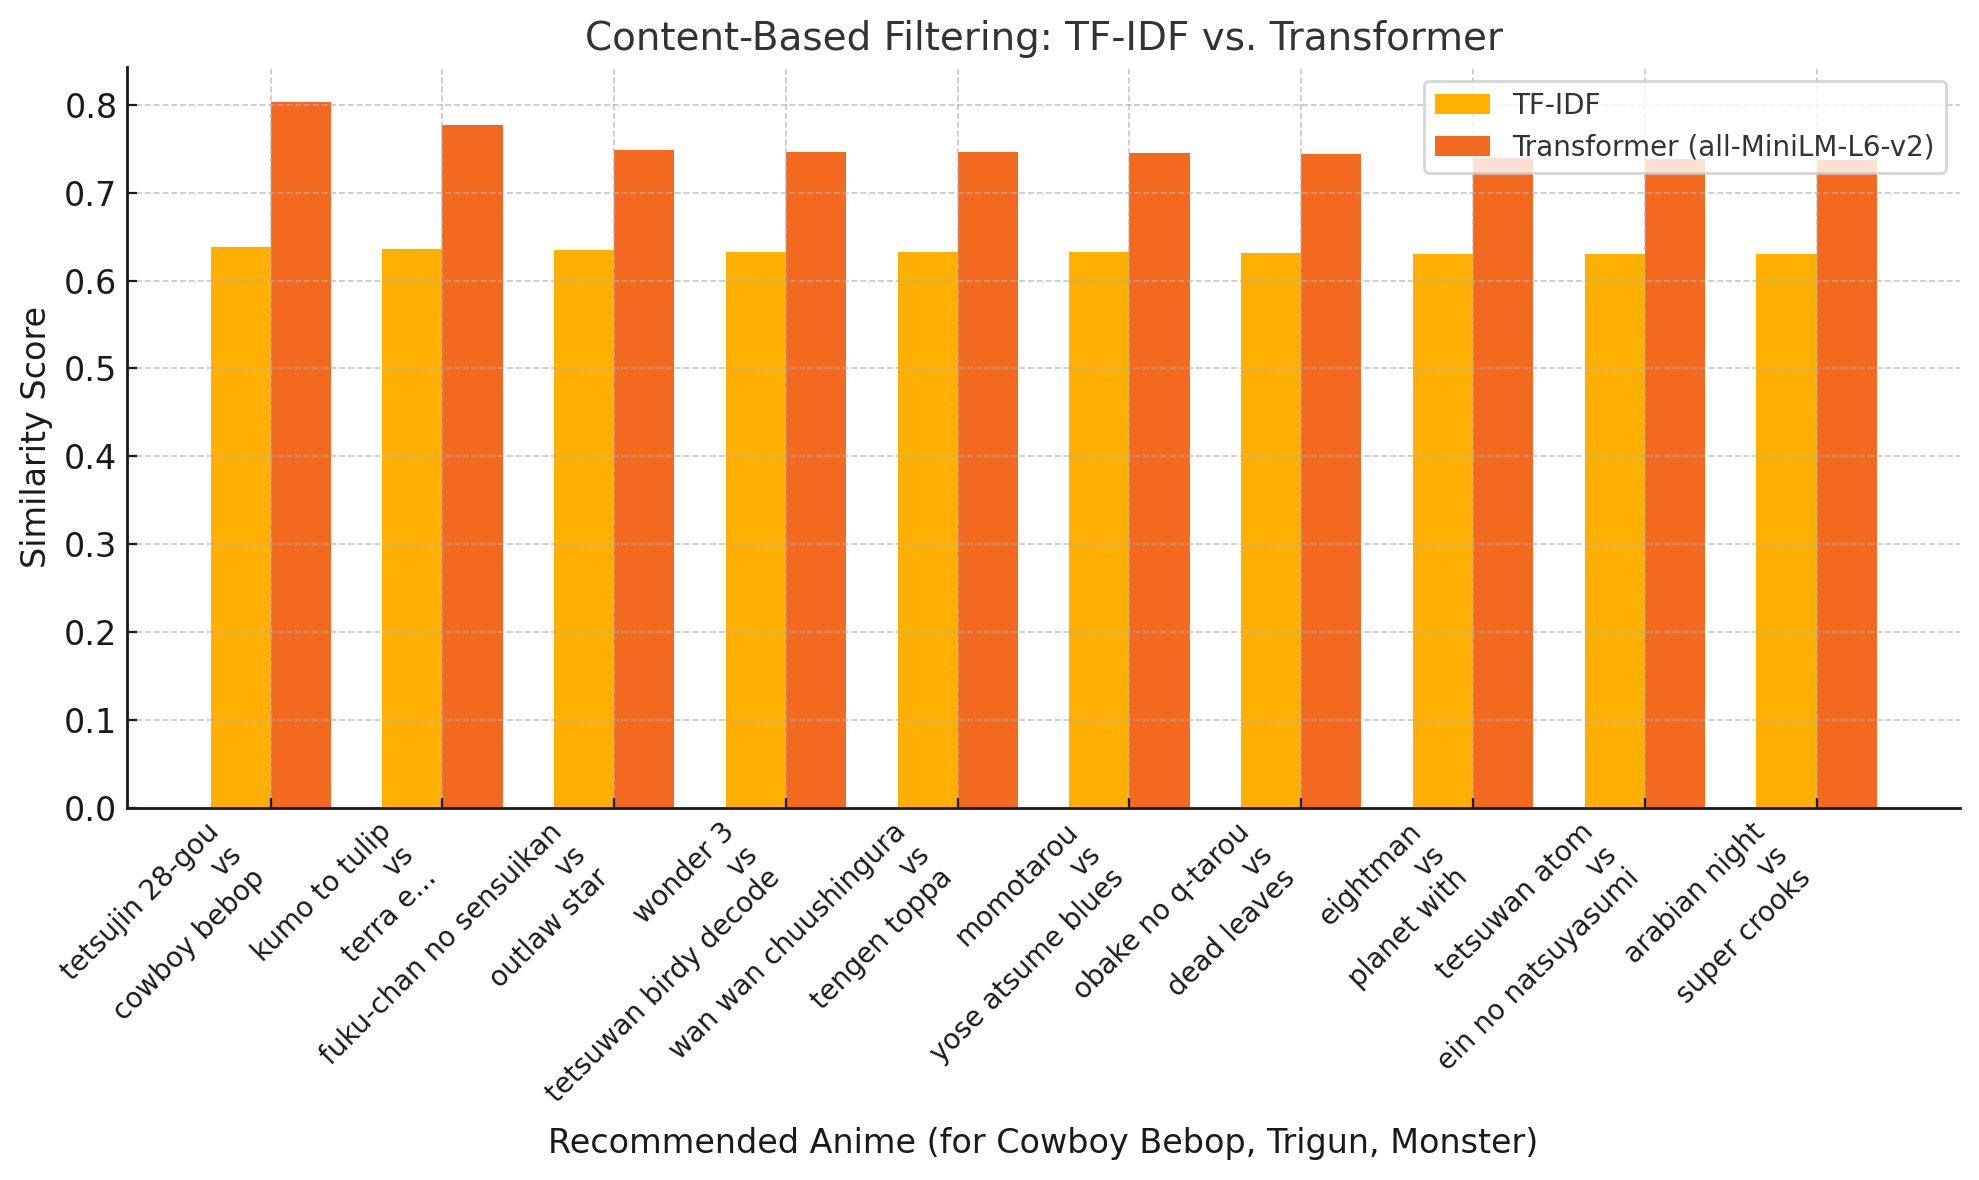 Content-Based Filtering: TF-IDF vs. Transformer
TF-IDF
Transformer (all-MiniLM-L6-v2)
Similarity Score
0.8
0.7
0.6
0.5
0.4
0.3
0.2
0.1
0.0
tetsujin 28-gou
vs
cowboy bebop
kumo to tulip
vs
terra e...
fuku-chan no sensuikan
vs
outlaw star
wonder 3
vs
tetsuwan birdy decode
wan wan chuushingura
vs
tengen toppa
momotarou
vs
yose atsume blues
obake no q-tarou
vs
dead leaves
eightman
vs
planet with
tetsuwan atom
vs
ein no natsuyasumi
arabian night
vs
super crooks
Recommended Anime (for Cowboy Bebop, Trigun, Monster)